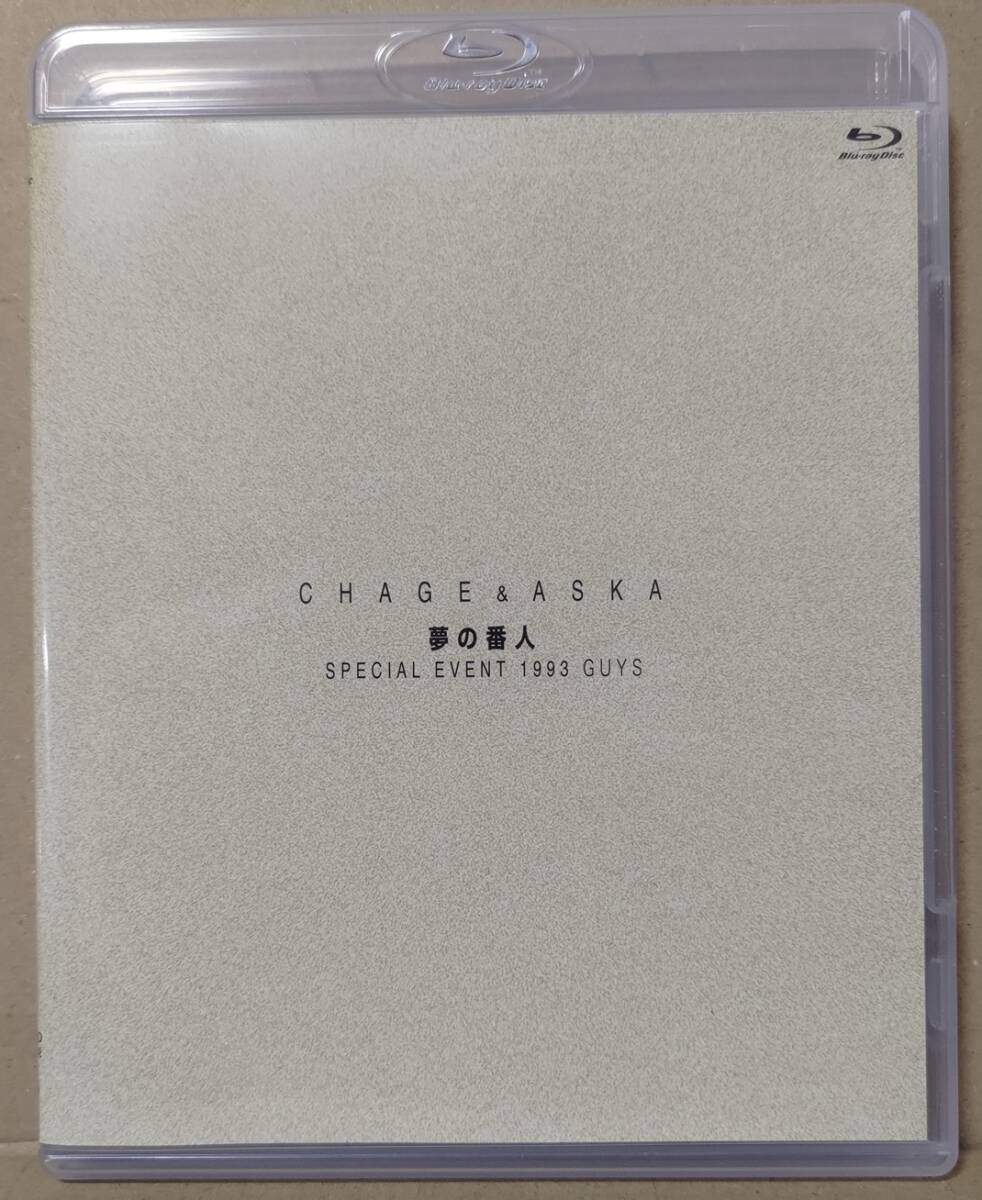 Blu-ray Disc
Blu-ray Disc
CHAGE & ASKA
夢の番人
SPECIAL EVENT 1993 GUYS